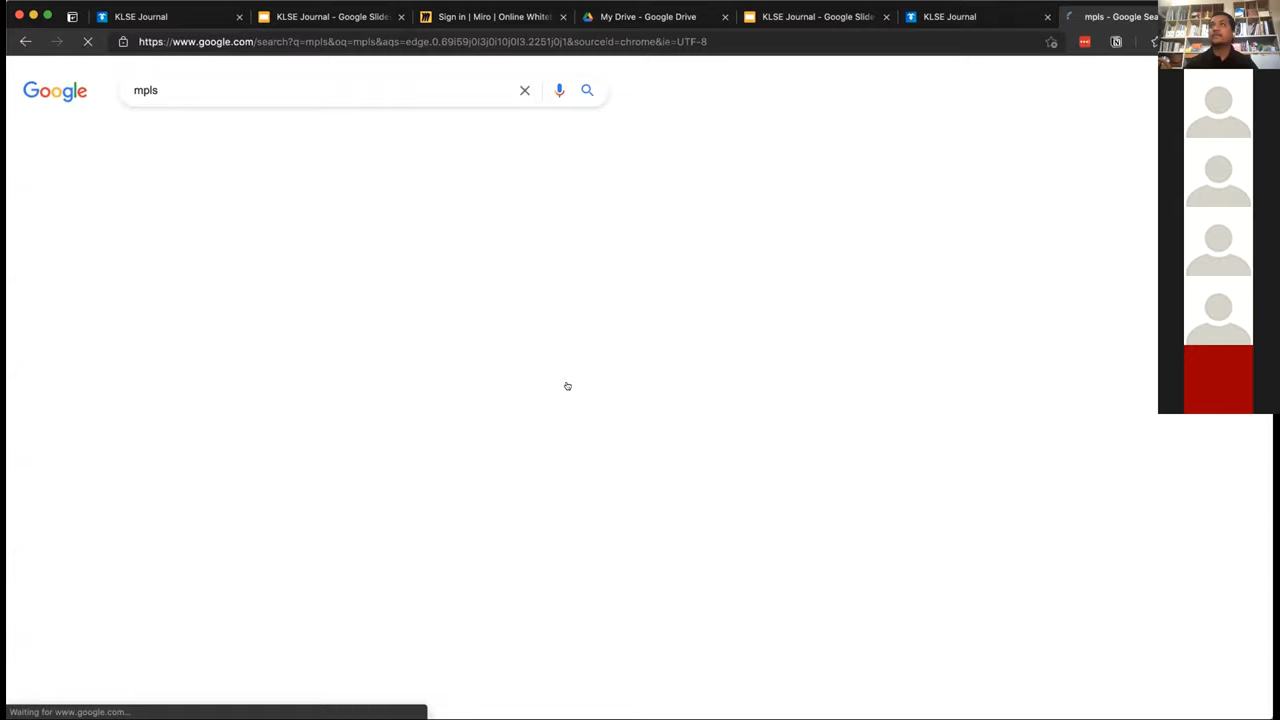 KLSE Journal
KLSE Journal - Google Slide
Sign in | Miro | Online White
My Drive - Google Drive
KLSE Journal - Google Slide
KLSE Journal
mpls - Google Sea
https://www.google.com/search?q=mpls&oq=mpls&aqs=edge.0.69i59j0l3j0i10j0l3.2251j0j1&sourceid=chrome&ie=UTF-8
Google
mpls
Waiting for www.google.com...